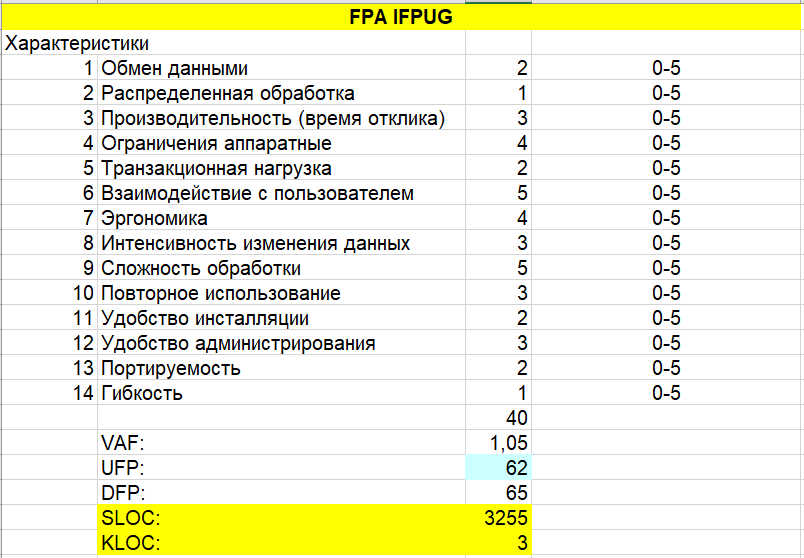 FPA IFPUG
Характеристики
1 Обмен данными 2 0-5
2 Распределенная обработка 1 0-5
3 Производительность (время отклика) 3 0-5
4 Ограничения аппаратные 4 0-5
5 Транзакционная нагрузка 2 0-5
6 Взаимодействие с пользователем 5 0-5
7 Эргономика 4 0-5
8 Интенсивность изменения данных 3 0-5
9 Сложность обработки 5 0-5
10 Повторное использование 3 0-5
11 Удобство инсталляции 2 0-5
12 Удобство администрирования 3 0-5
13 Портируемость 2 0-5
14 Гибкость 1 0-5
40
VAF: 1,05
UFP: 62
DFP: 65
SLOC: 3255
KLOC: 3